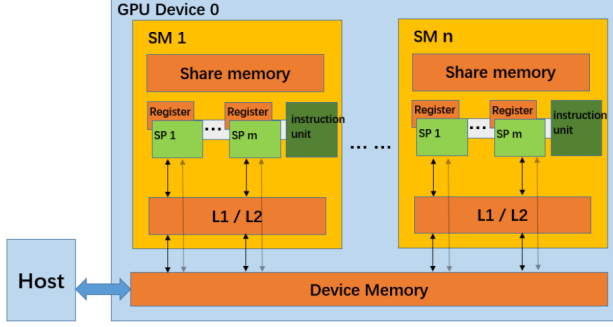 GPU Device 0
SM 1
Share memory
Register
Register
instruction
unit
SP 1
...
SP m
L1 / L2
... ...
SM n
Share memory
Register
Register
instruction
unit
SP 1
...
SP m
L1 / L2
Host
Device Memory